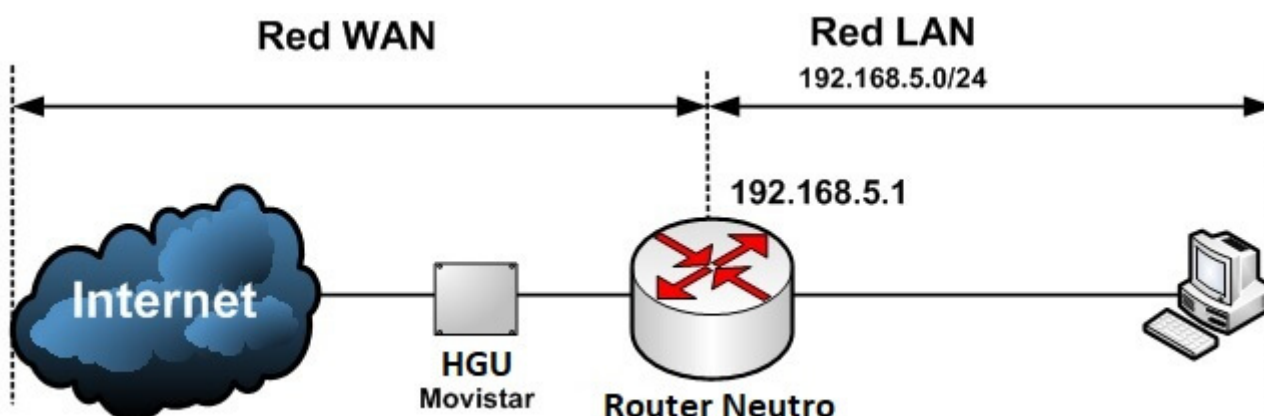 Red WAN
Red LAN
192.168.5.0/24
192.168.5.1
Internet
HGU
Movistar
Router Neutro